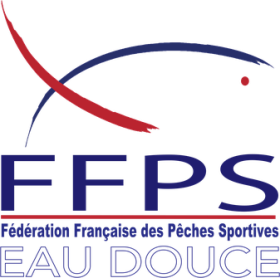 FFPS
Fédération Française des Pêches Sportives
EAU DOUCE